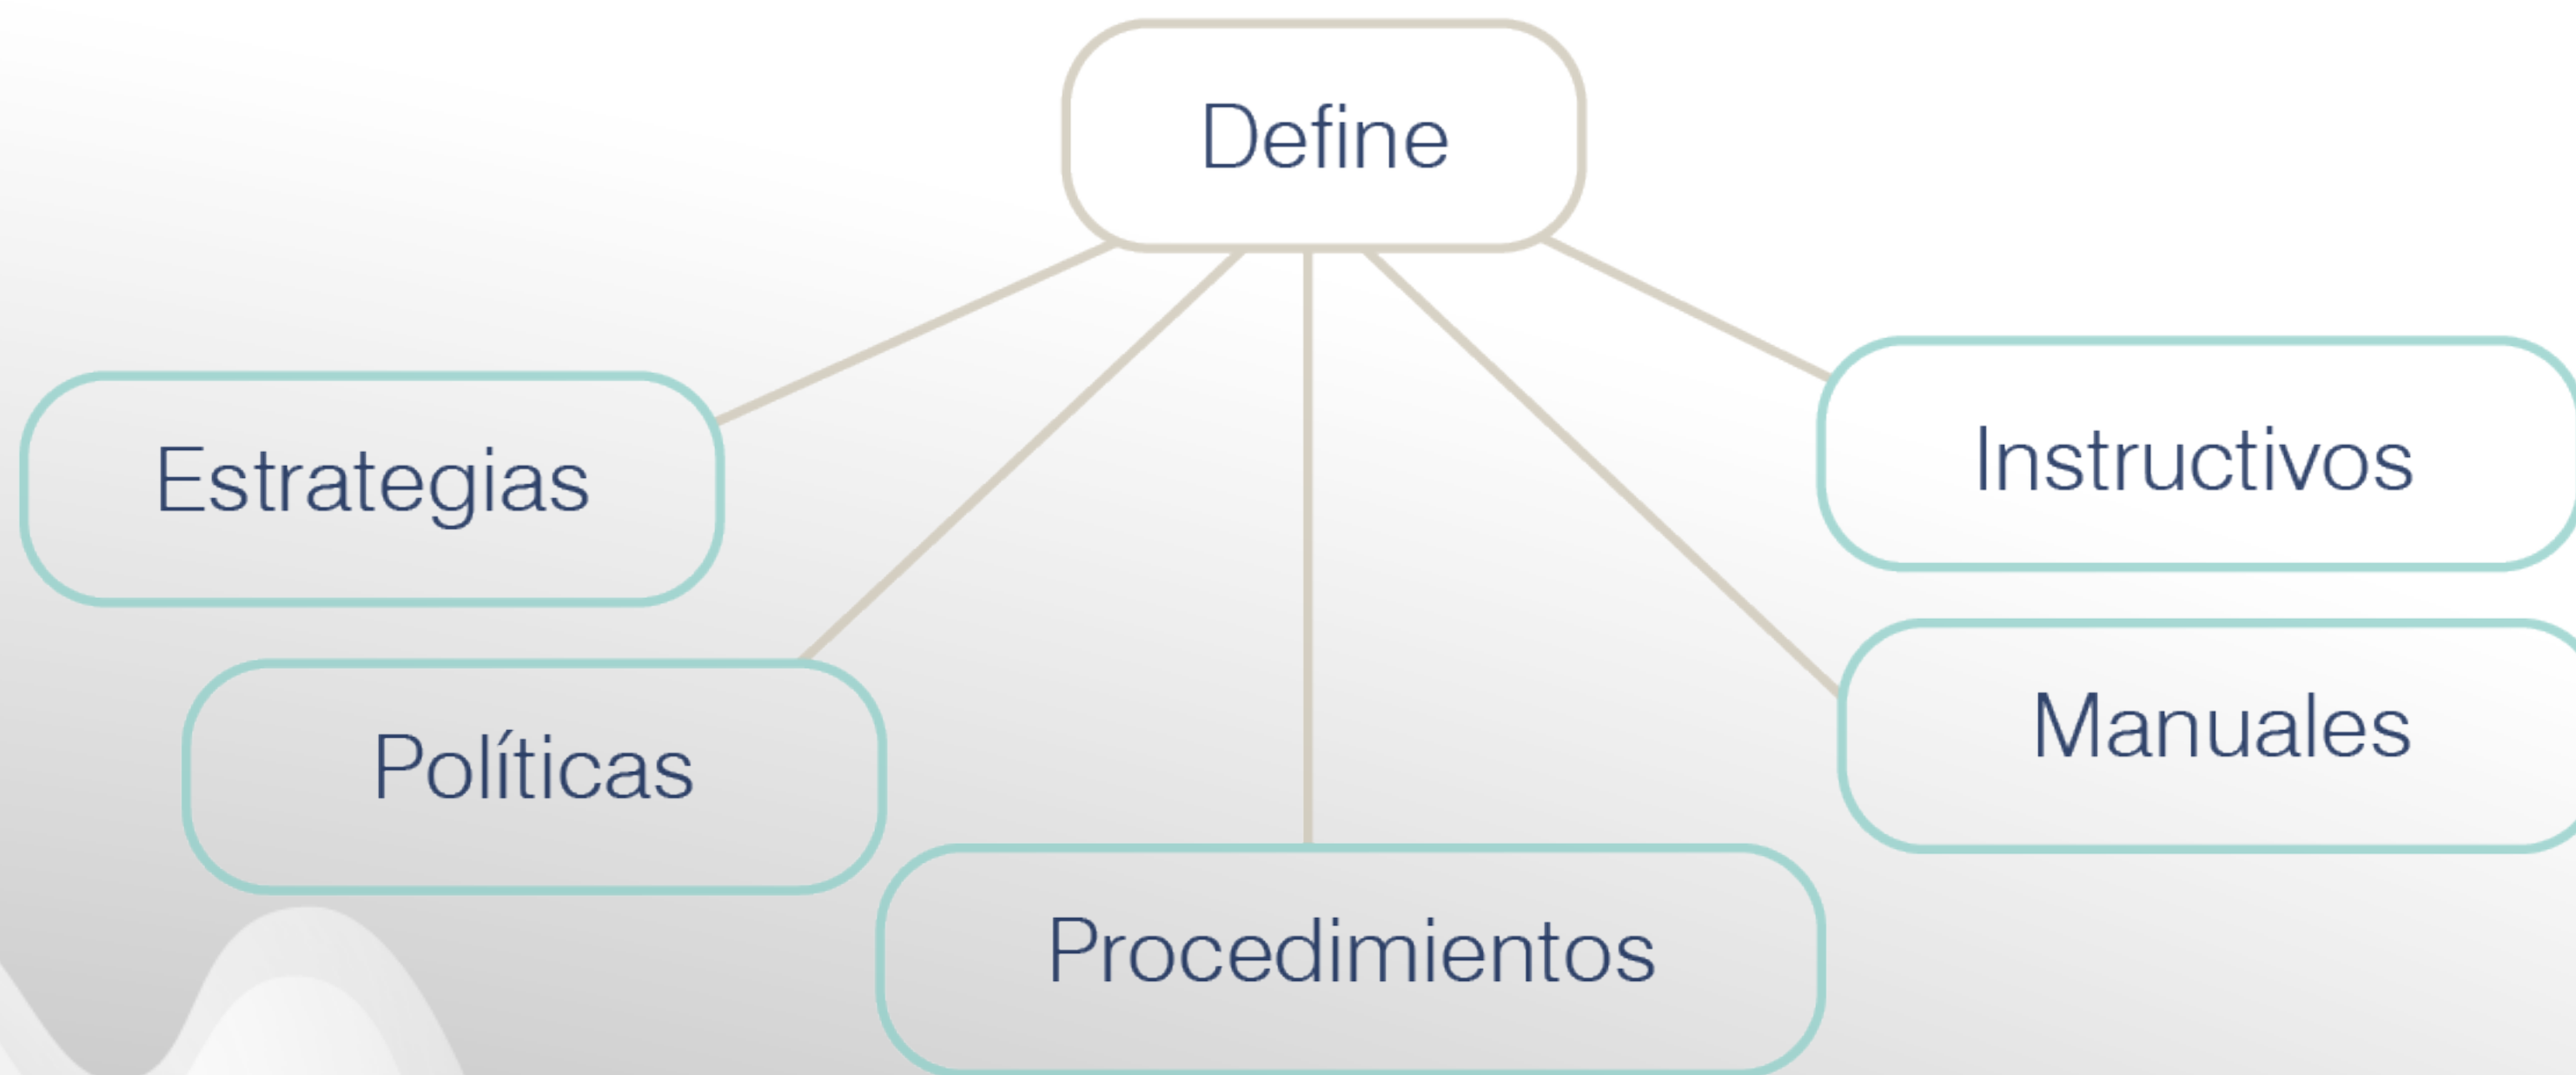 Define
Estrategias
Instructivos
Políticas
Manuales
Procedimientos